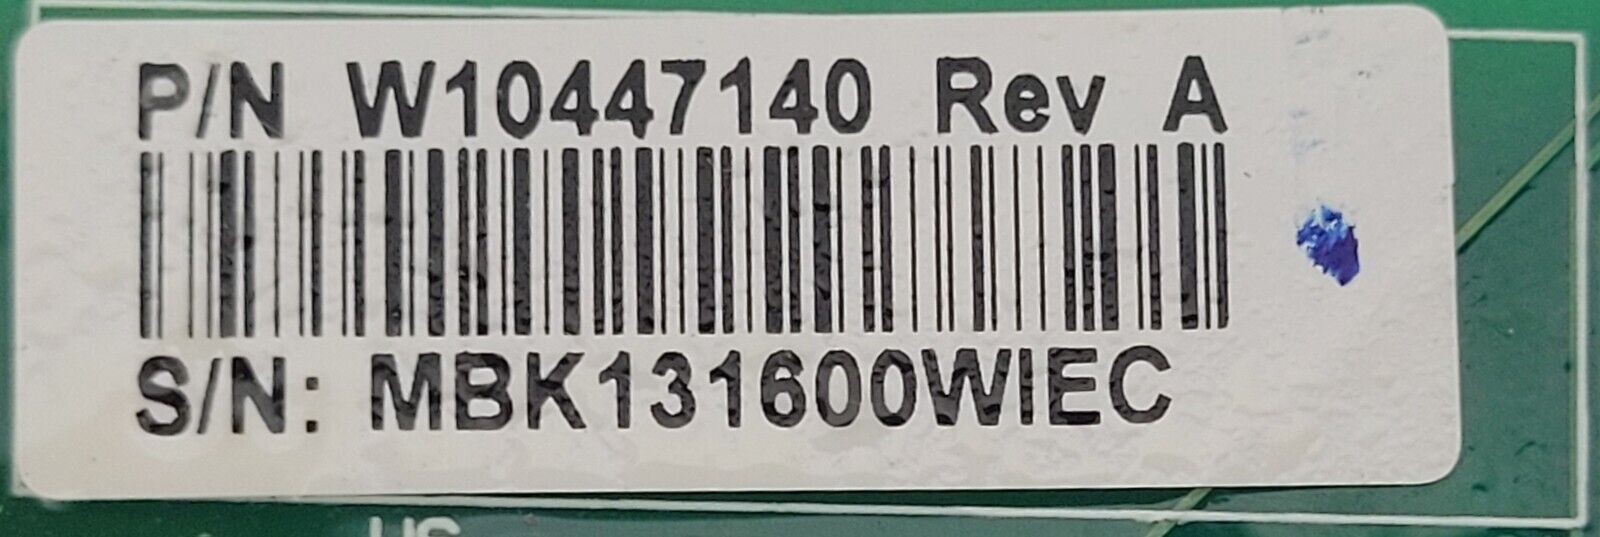 P/N W10447140 Rev A
S/N: MBK131600WIEC